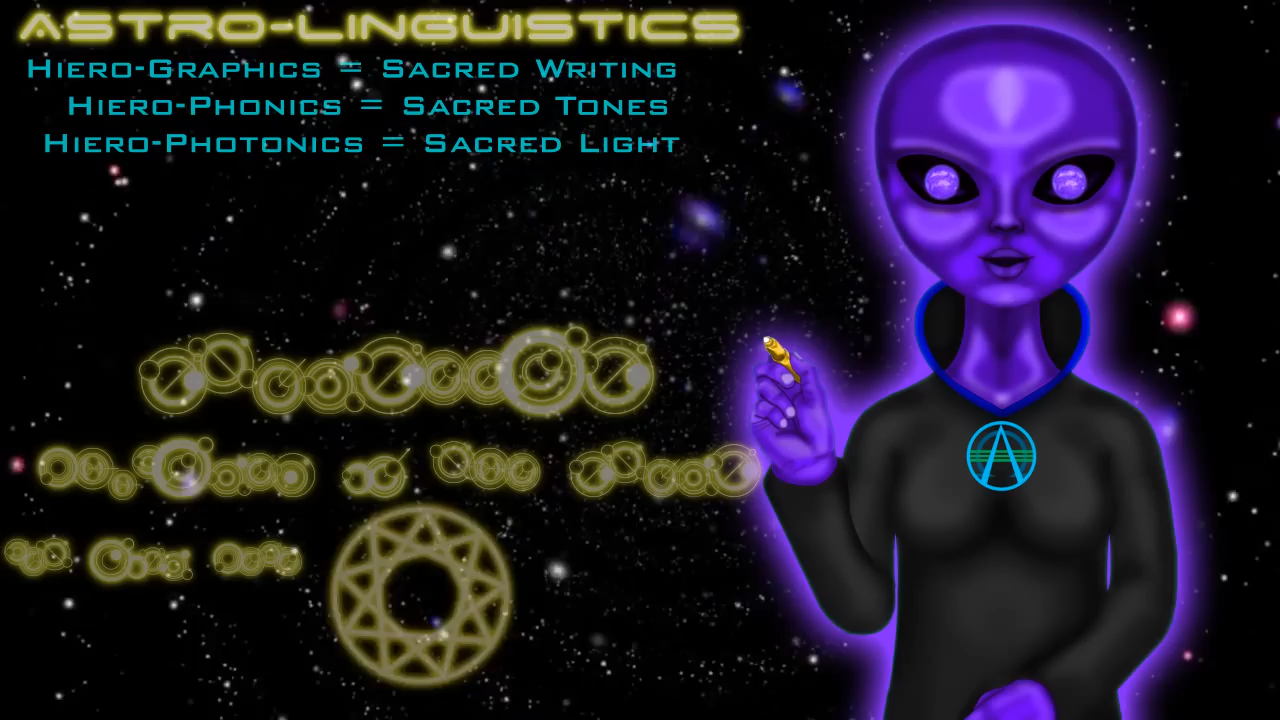 ASTRO-LINGUISTICS
HIERO-GRAPHICS = SACRED WRITING
HIERO-PHONICS = SACRED TONES
HIERO-PHOTONICS = SACRED LIGHT